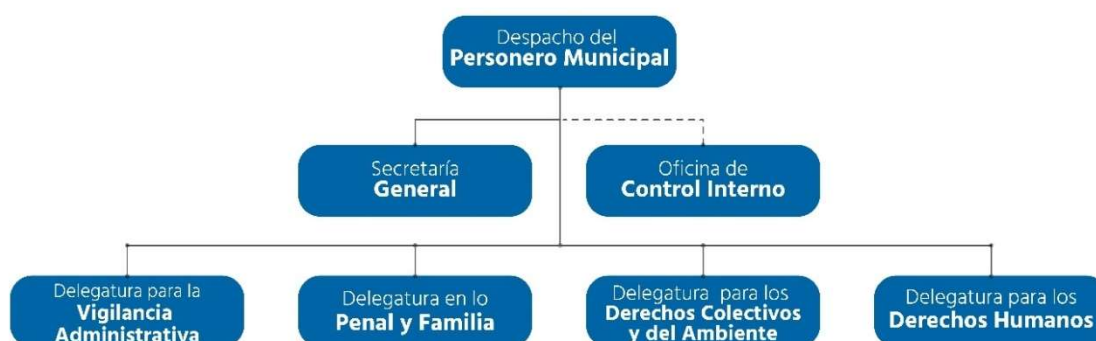 Despacho del
Personero Municipal
Secretaría
General
Oficina de
Control Interno
Delegatura para la
Vigilancia
Administrativa
Delegatura en lo
Penal y Familia
Delegatura para los
Derechos Colectivos
y del Ambiente
Delegatura para los
Derechos Humanos